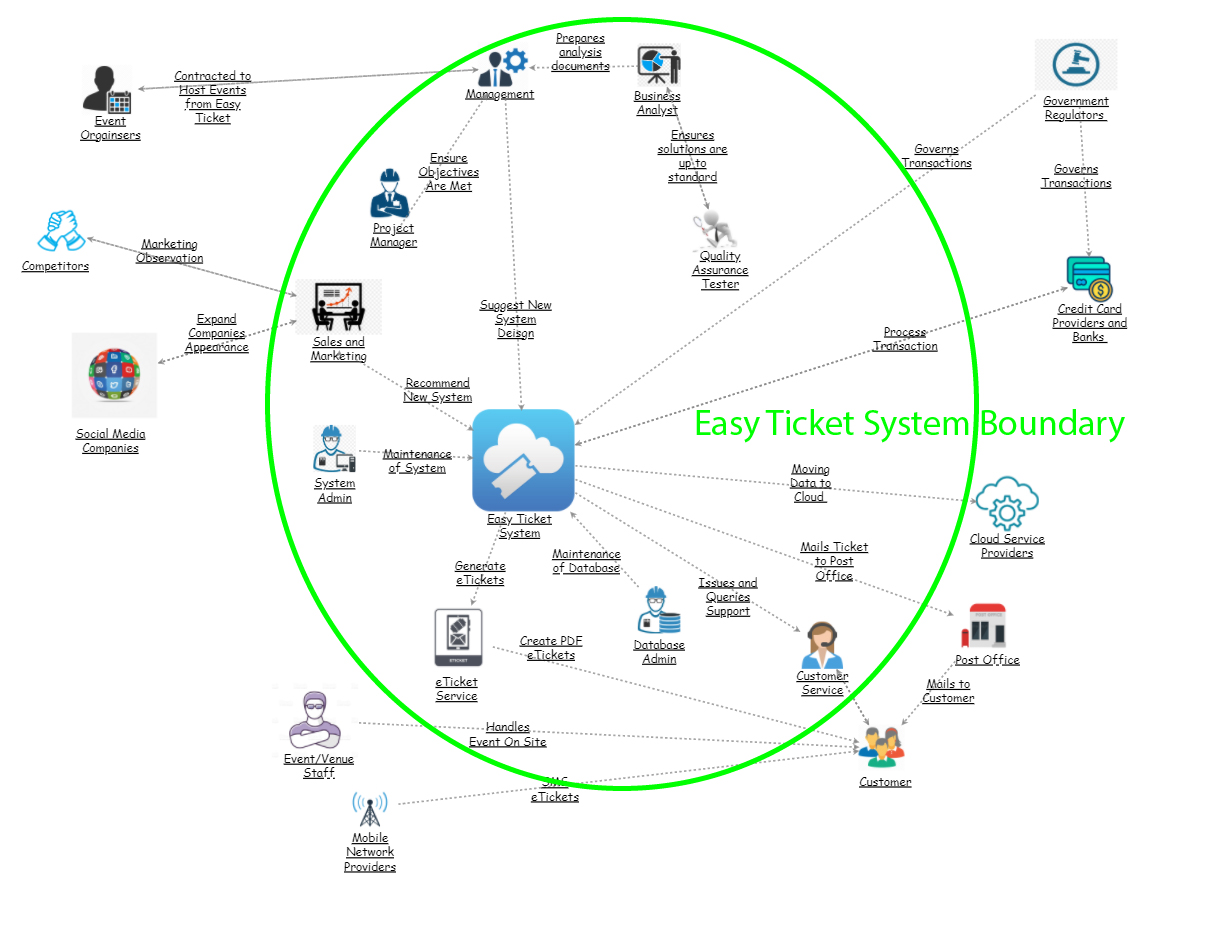 Prepares
analysis
documents
Contracted to
Host Events
from Easy
Ticket
Event
Orgainsers
Management
Business
Analyst
Government
Regulators
Ensures
solutions are
up to
standard
Governs
Transactions
Governs
Transactions
Ensure
Objectives
Are Met
Project
Manager
Quality
Assurance
Tester
Competitors
Marketing
Observation
Suggest New
System
Deisgn
Expand
Companies
Appearance
Sales and
Marketing
Process
Transaction
Credit Card
Providers and
Banks
Recommend
New System
Easy Ticket System Boundary
Social Media
Companies
Maintenance
of System
System
Admin
Moving
Data to
Cloud
Easy Ticket
System
Cloud Service
Providers
Generate
eTickets
Maintenance
of Database
Mails Ticket
to Post
Office
Issues and
Queries
Support
POST OFFICE
ETICKET
Create PDF
eTickets
Database
Admin
Post Office
eTicket
Service
Customer
Service
Mails to
Customer
Handles
Event On Site
Event/Venue
Staff
Customer
SMS
eTickets
Mobile
Network
Providers